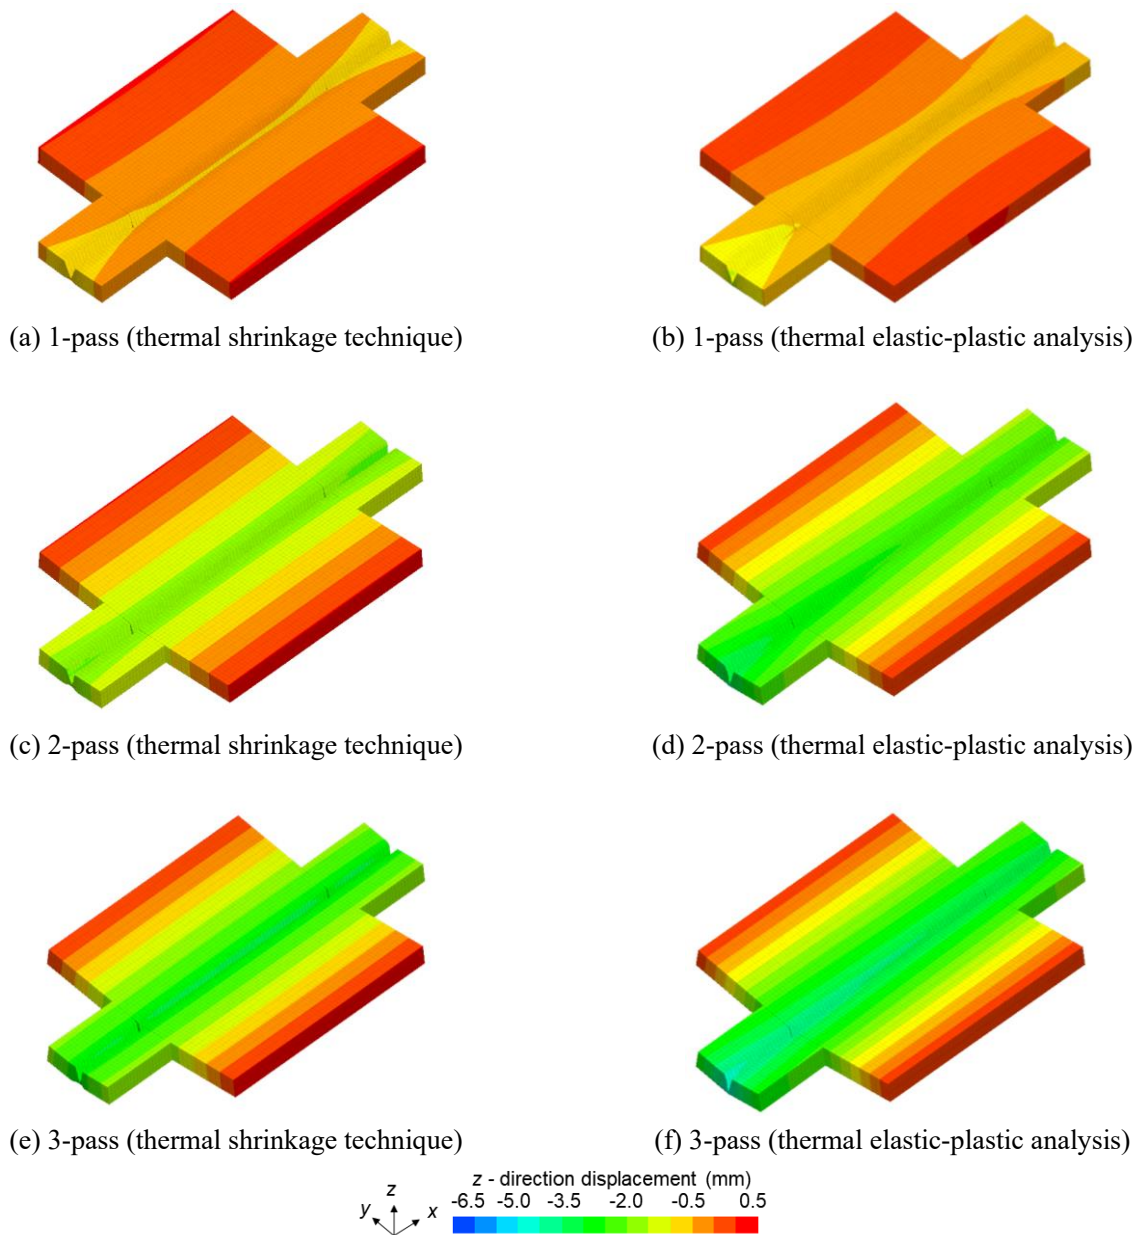 (a) 1-pass (thermal shrinkage technique)
(b) 1-pass (thermal elastic-plastic analysis)
(c) 2-pass (thermal shrinkage technique)
(d) 2-pass (thermal elastic-plastic analysis)
(e) 3-pass (thermal shrinkage technique)
(f) 3-pass (thermal elastic-plastic analysis)
z - direction displacement (mm)
-6.5 -5.0 -3.5 -2.0 -0.5 0.5
z
y
x